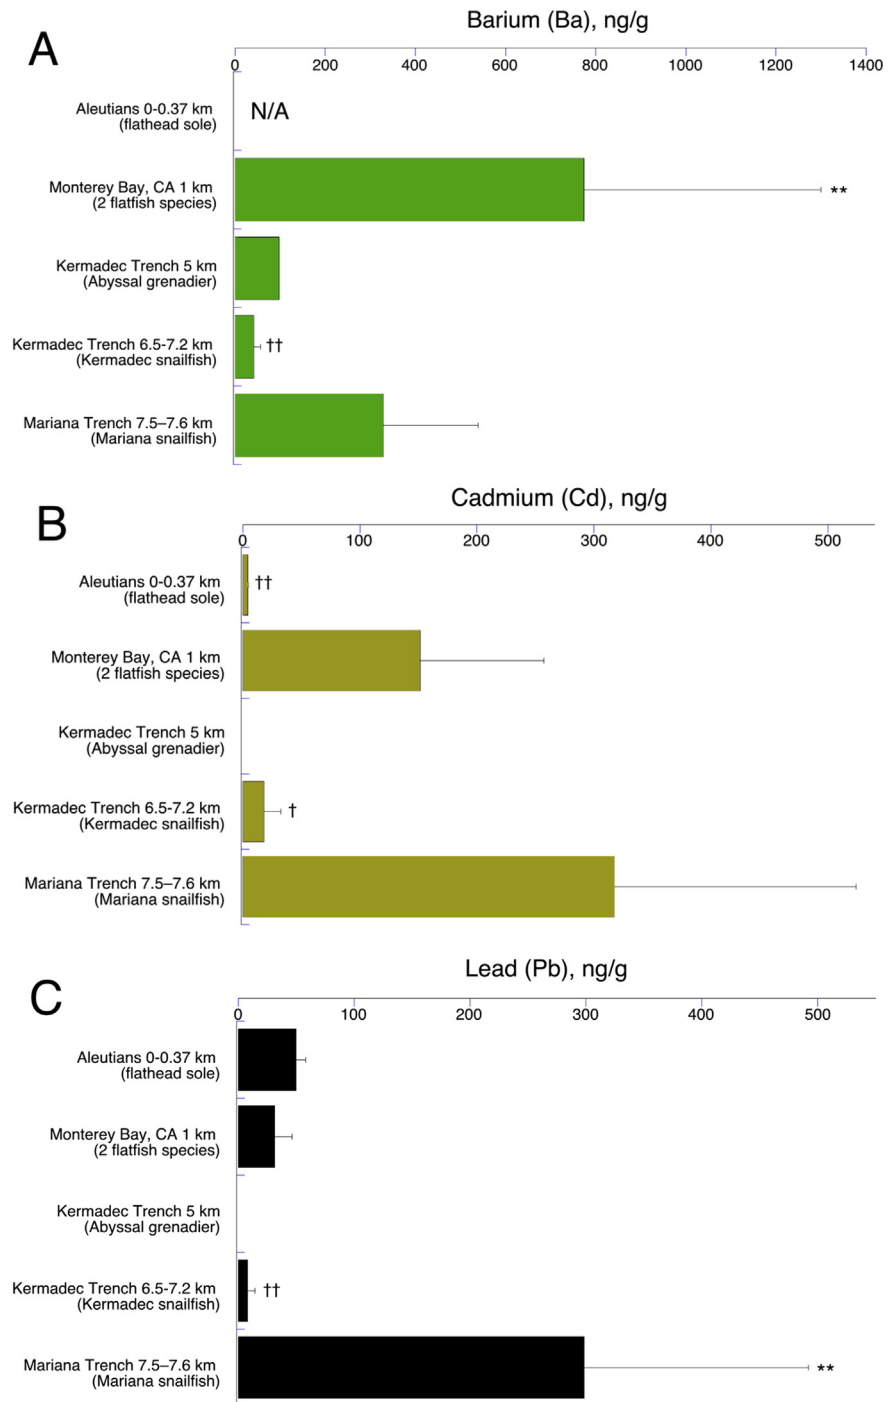 A
Barium (Ba), ng/g
0 200 400 600 800 1000 1200 1400
Aleutians 0-0.37 km
(flathead sole)
N/A
Monterey Bay, CA 1 km
(2 flatfish species)
**
Kermadec Trench 5 km
(Abyssal grenadier)
Kermadec Trench 6.5-7.2 km
(Kermadec snailfish)
††
Mariana Trench 7.5–7.6 km
(Mariana snailfish)
B
Cadmium (Cd), ng/g
0 100 200 300 400 500
Aleutians 0-0.37 km
(flathead sole)
††
Monterey Bay, CA 1 km
(2 flatfish species)
Kermadec Trench 5 km
(Abyssal grenadier)
Kermadec Trench 6.5-7.2 km
(Kermadec snailfish)
†
Mariana Trench 7.5–7.6 km
(Mariana snailfish)
C
Lead (Pb), ng/g
0 100 200 300 400 500
Aleutians 0-0.37 km
(flathead sole)
Monterey Bay, CA 1 km
(2 flatfish species)
Kermadec Trench 5 km
(Abyssal grenadier)
Kermadec Trench 6.5-7.2 km
(Kermadec snailfish)
††
Mariana Trench 7.5–7.6 km
(Mariana snailfish)
**